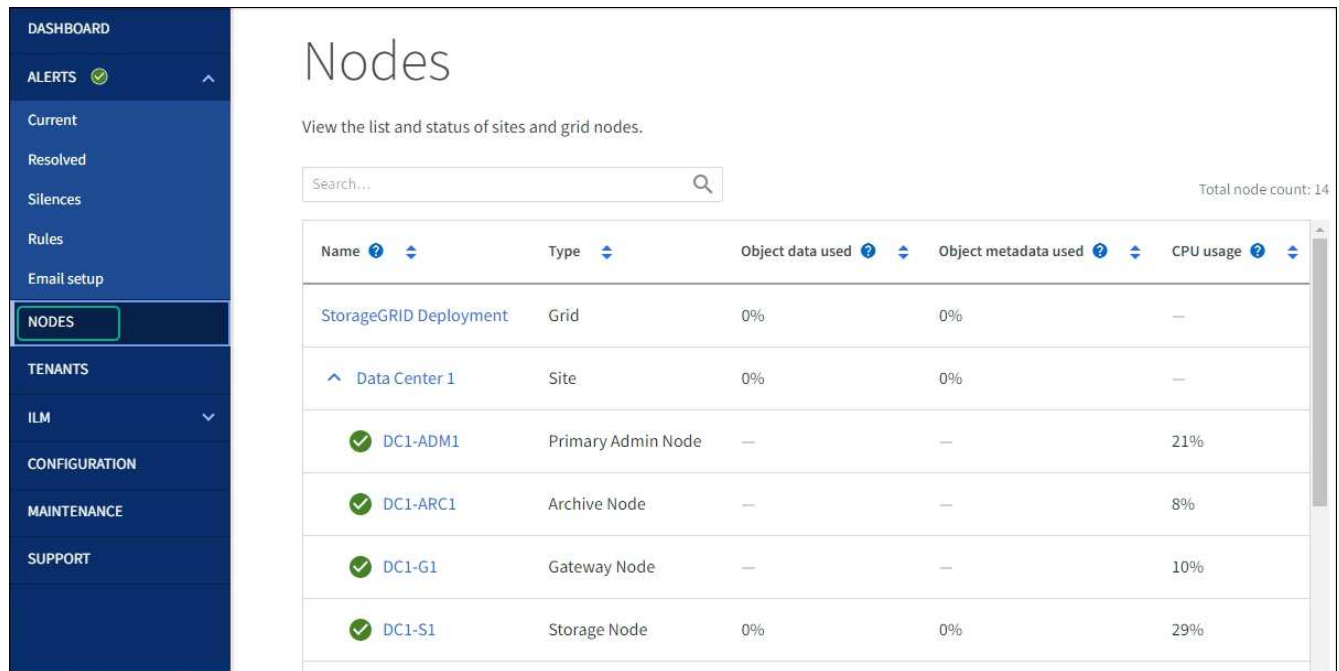 DASHBOARD
ALERTS
Current
Resolved
Silences
Rules
Email setup
NODES
TENANTS
ILM
CONFIGURATION
MAINTENANCE
SUPPORT
Nodes
View the list and status of sites and grid nodes.
Search...
Total node count: 14
Name ? Type Object data used ? Object metadata used ? CPU usage ?
StorageGRID Deployment Grid 0% 0% —
Data Center 1 Site 0% 0% —
DC1-ADM1 Primary Admin Node — — 21%
DC1-ARC1 Archive Node — — 8%
DC1-G1 Gateway Node — — 10%
DC1-S1 Storage Node 0% 0% 29%